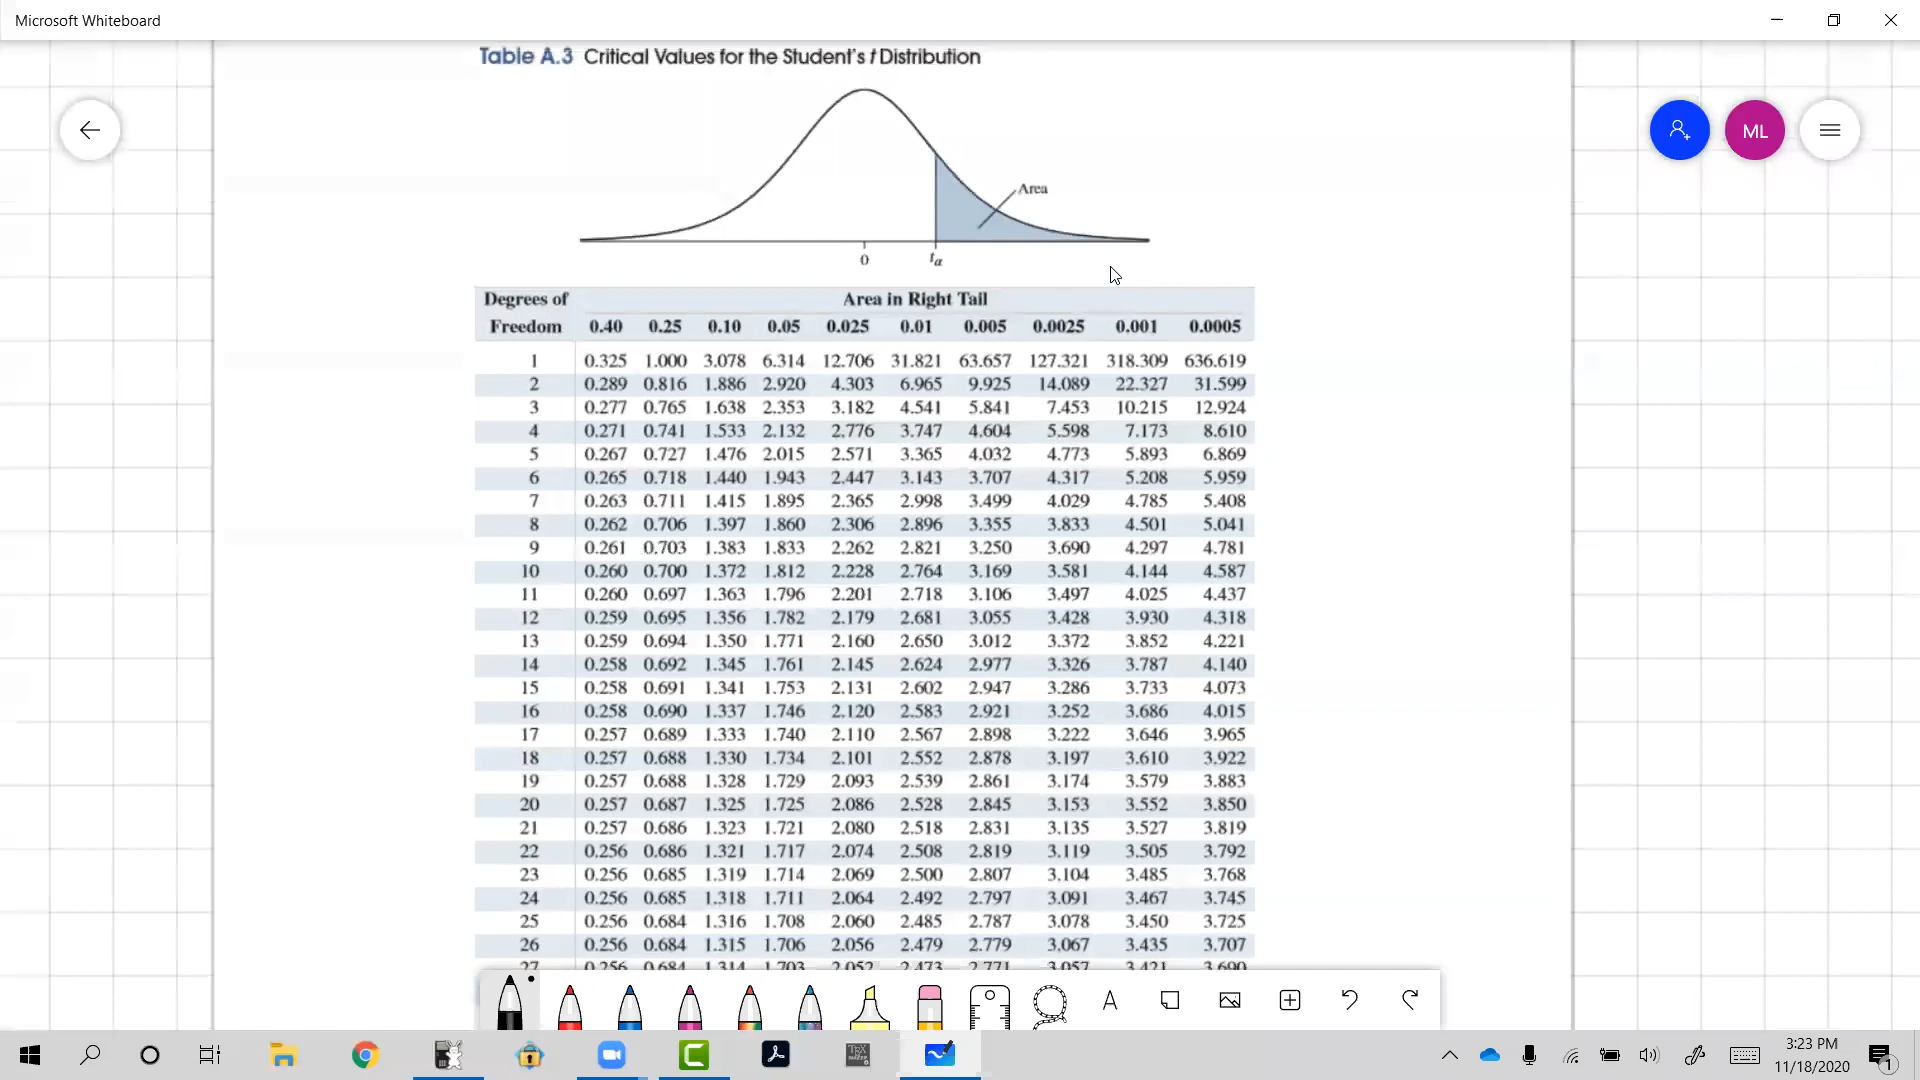 Microsoft Whiteboard
Table A.3 Critical Values for the Student's t Distribution
ML
Area
0 tα
Degrees of Area in Right Tail
Freedom 0.40 0.25 0.10 0.05 0.025 0.01 0.005 0.0025 0.001 0.0005
1 0.325 1.000 3.078 6.314 12.706 31.821 63.657 127.321 318.309 636.619
2 0.289 0.816 1.886 2.920 4.303 6.965 9.925 14.089 22.327 31.599
3 0.277 0.765 1.638 2.353 3.182 4.541 5.841 7.453 10.215 12.924
4 0.271 0.741 1.533 2.132 2.776 3.747 4.604 5.598 7.173 8.610
5 0.267 0.727 1.476 2.015 2.571 3.365 4.032 4.773 5.893 6.869
6 0.265 0.718 1.440 1.943 2.447 3.143 3.707 4.317 5.208 5.959
7 0.263 0.711 1.415 1.895 2.365 2.998 3.499 4.029 4.785 5.408
8 0.262 0.706 1.397 1.860 2.306 2.896 3.355 3.833 4.501 5.041
9 0.261 0.703 1.383 1.833 2.262 2.821 3.250 3.690 4.297 4.781
10 0.260 0.700 1.372 1.812 2.228 2.764 3.169 3.581 4.144 4.587
11 0.260 0.697 1.363 1.796 2.201 2.718 3.106 3.497 4.025 4.437
12 0.259 0.695 1.356 1.782 2.179 2.681 3.055 3.428 3.930 4.318
13 0.259 0.694 1.350 1.771 2.160 2.650 3.012 3.372 3.852 4.221
14 0.258 0.692 1.345 1.761 2.145 2.624 2.977 3.326 3.787 4.140
15 0.258 0.691 1.341 1.753 2.131 2.602 2.947 3.286 3.733 4.073
16 0.258 0.690 1.337 1.746 2.120 2.583 2.921 3.252 3.686 4.015
17 0.257 0.689 1.333 1.740 2.110 2.567 2.898 3.222 3.646 3.965
18 0.257 0.688 1.330 1.734 2.101 2.552 2.878 3.197 3.610 3.922
19 0.257 0.688 1.328 1.729 2.093 2.539 2.861 3.174 3.579 3.883
20 0.257 0.687 1.325 1.725 2.086 2.528 2.845 3.153 3.552 3.850
21 0.257 0.686 1.323 1.721 2.080 2.518 2.831 3.135 3.527 3.819
22 0.256 0.686 1.321 1.717 2.074 2.508 2.819 3.119 3.505 3.792
23 0.256 0.685 1.319 1.714 2.069 2.500 2.807 3.104 3.485 3.768
24 0.256 0.685 1.318 1.711 2.064 2.492 2.797 3.091 3.467 3.745
25 0.256 0.684 1.316 1.708 2.060 2.485 2.787 3.078 3.450 3.725
26 0.256 0.684 1.315 1.706 2.056 2.479 2.779 3.067 3.435 3.707
27 0.256 0.684 1.314 1.703 2.052 2.473 2.771 3.057 3.421 3.690
A
3:23 PM
11/18/2020
1